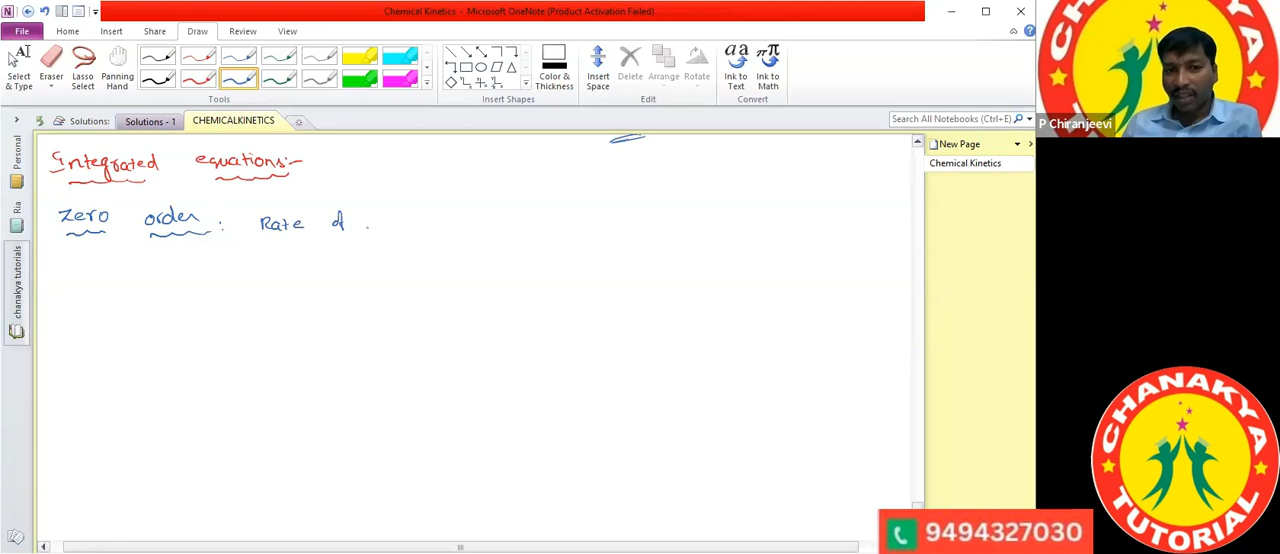 Chemical Kinetics - Microsoft OneNote (Product Activation Failed)
File Home Insert Share Draw Review View
Select & Type
Eraser
Lasso Select
Panning Hand
Color & Thickness
Insert Space
Delete
Arrange
Rotate
Ink to Text
Ink to Math
Tools
Insert Shapes
Edit
Convert
P Chiranjeevi
Solutions: Solutions - 1 CHEMICALKINETICS
Search All Notebooks (Ctrl+E)
New Page
Chemical Kinetics
Personal
Ria
chanakya tutorials
Integrated equations:-
Zero order : Rate of
CHANAKYA
TUTORIAL
9494327030